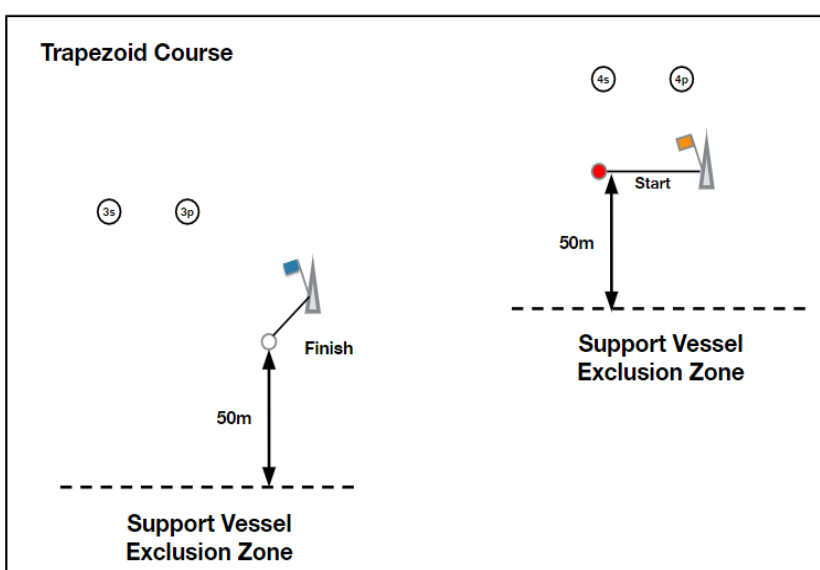 Trapezoid Course
4s
4p
Start
50m
Support Vessel
Exclusion Zone
3s
3p
Finish
50m
Support Vessel
Exclusion Zone